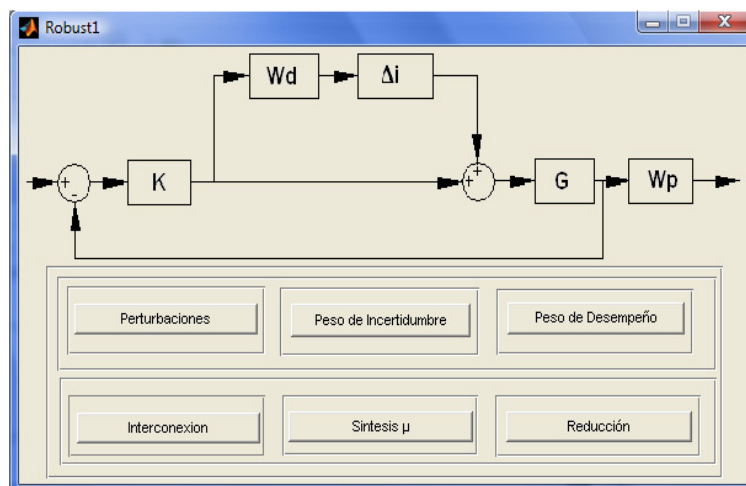 Robust1
Wd
Δi
+
-
K
+
+
G
Wp
Perturbaciones
Peso de Incertidumbre
Peso de Desempeño
Interconexion
Sintesis µ
Reducción